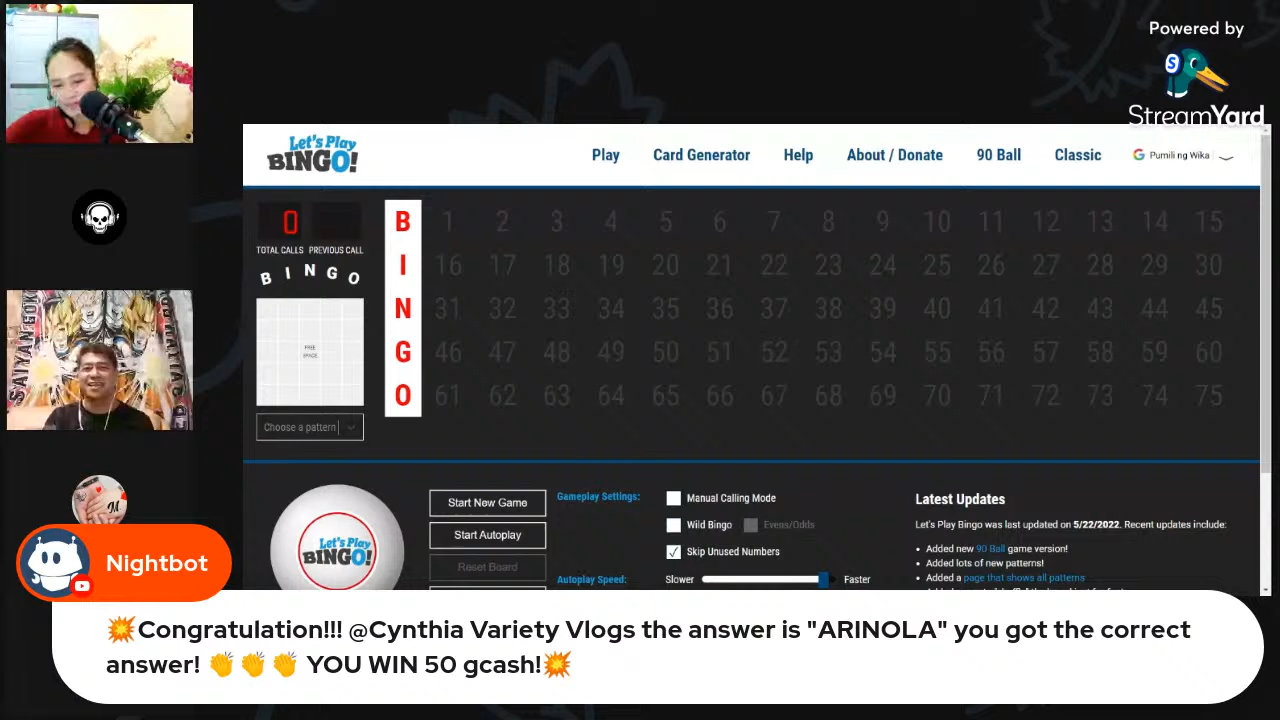 Powered by
StreamYard
Let's Play
BINGO!
Play
Card Generator
Help
About / Donate
90 Ball
Classic
G Pumili ng Wika
0
TOTAL CALLS
PREVIOUS CALL
BINGO
FREE
SPACE
Choose a pattern
B 1 2 3 4 5 6 7 8 9 10 11 12 13 14 15
I 16 17 18 19 20 21 22 23 24 25 26 27 28 29 30
N 31 32 33 34 35 36 37 38 39 40 41 42 43 44 45
G 46 47 48 49 50 51 52 53 54 55 56 57 58 59 60
O 61 62 63 64 65 66 67 68 69 70 71 72 73 74 75
Let's Play
BINGO!
Start New Game
Start Autoplay
Reset Board
Gameplay Settings:
Manual Calling Mode
Wild Bingo
Evens/Odds
Skip Unused Numbers
Autoplay Speed:
Slower
Faster
Latest Updates
Let's Play Bingo was last updated on 5/22/2022. Recent updates include:
• Added new 90 Ball game version!
• Added lots of new patterns!
• Added a page that shows all patterns
SAIYAN GOKU
M
Nightbot
💥Congratulation!!! @Cynthia Variety Vlogs the answer is "ARINOLA" you got the correct
answer! 👏👏👏 YOU WIN 50 gcash!💥